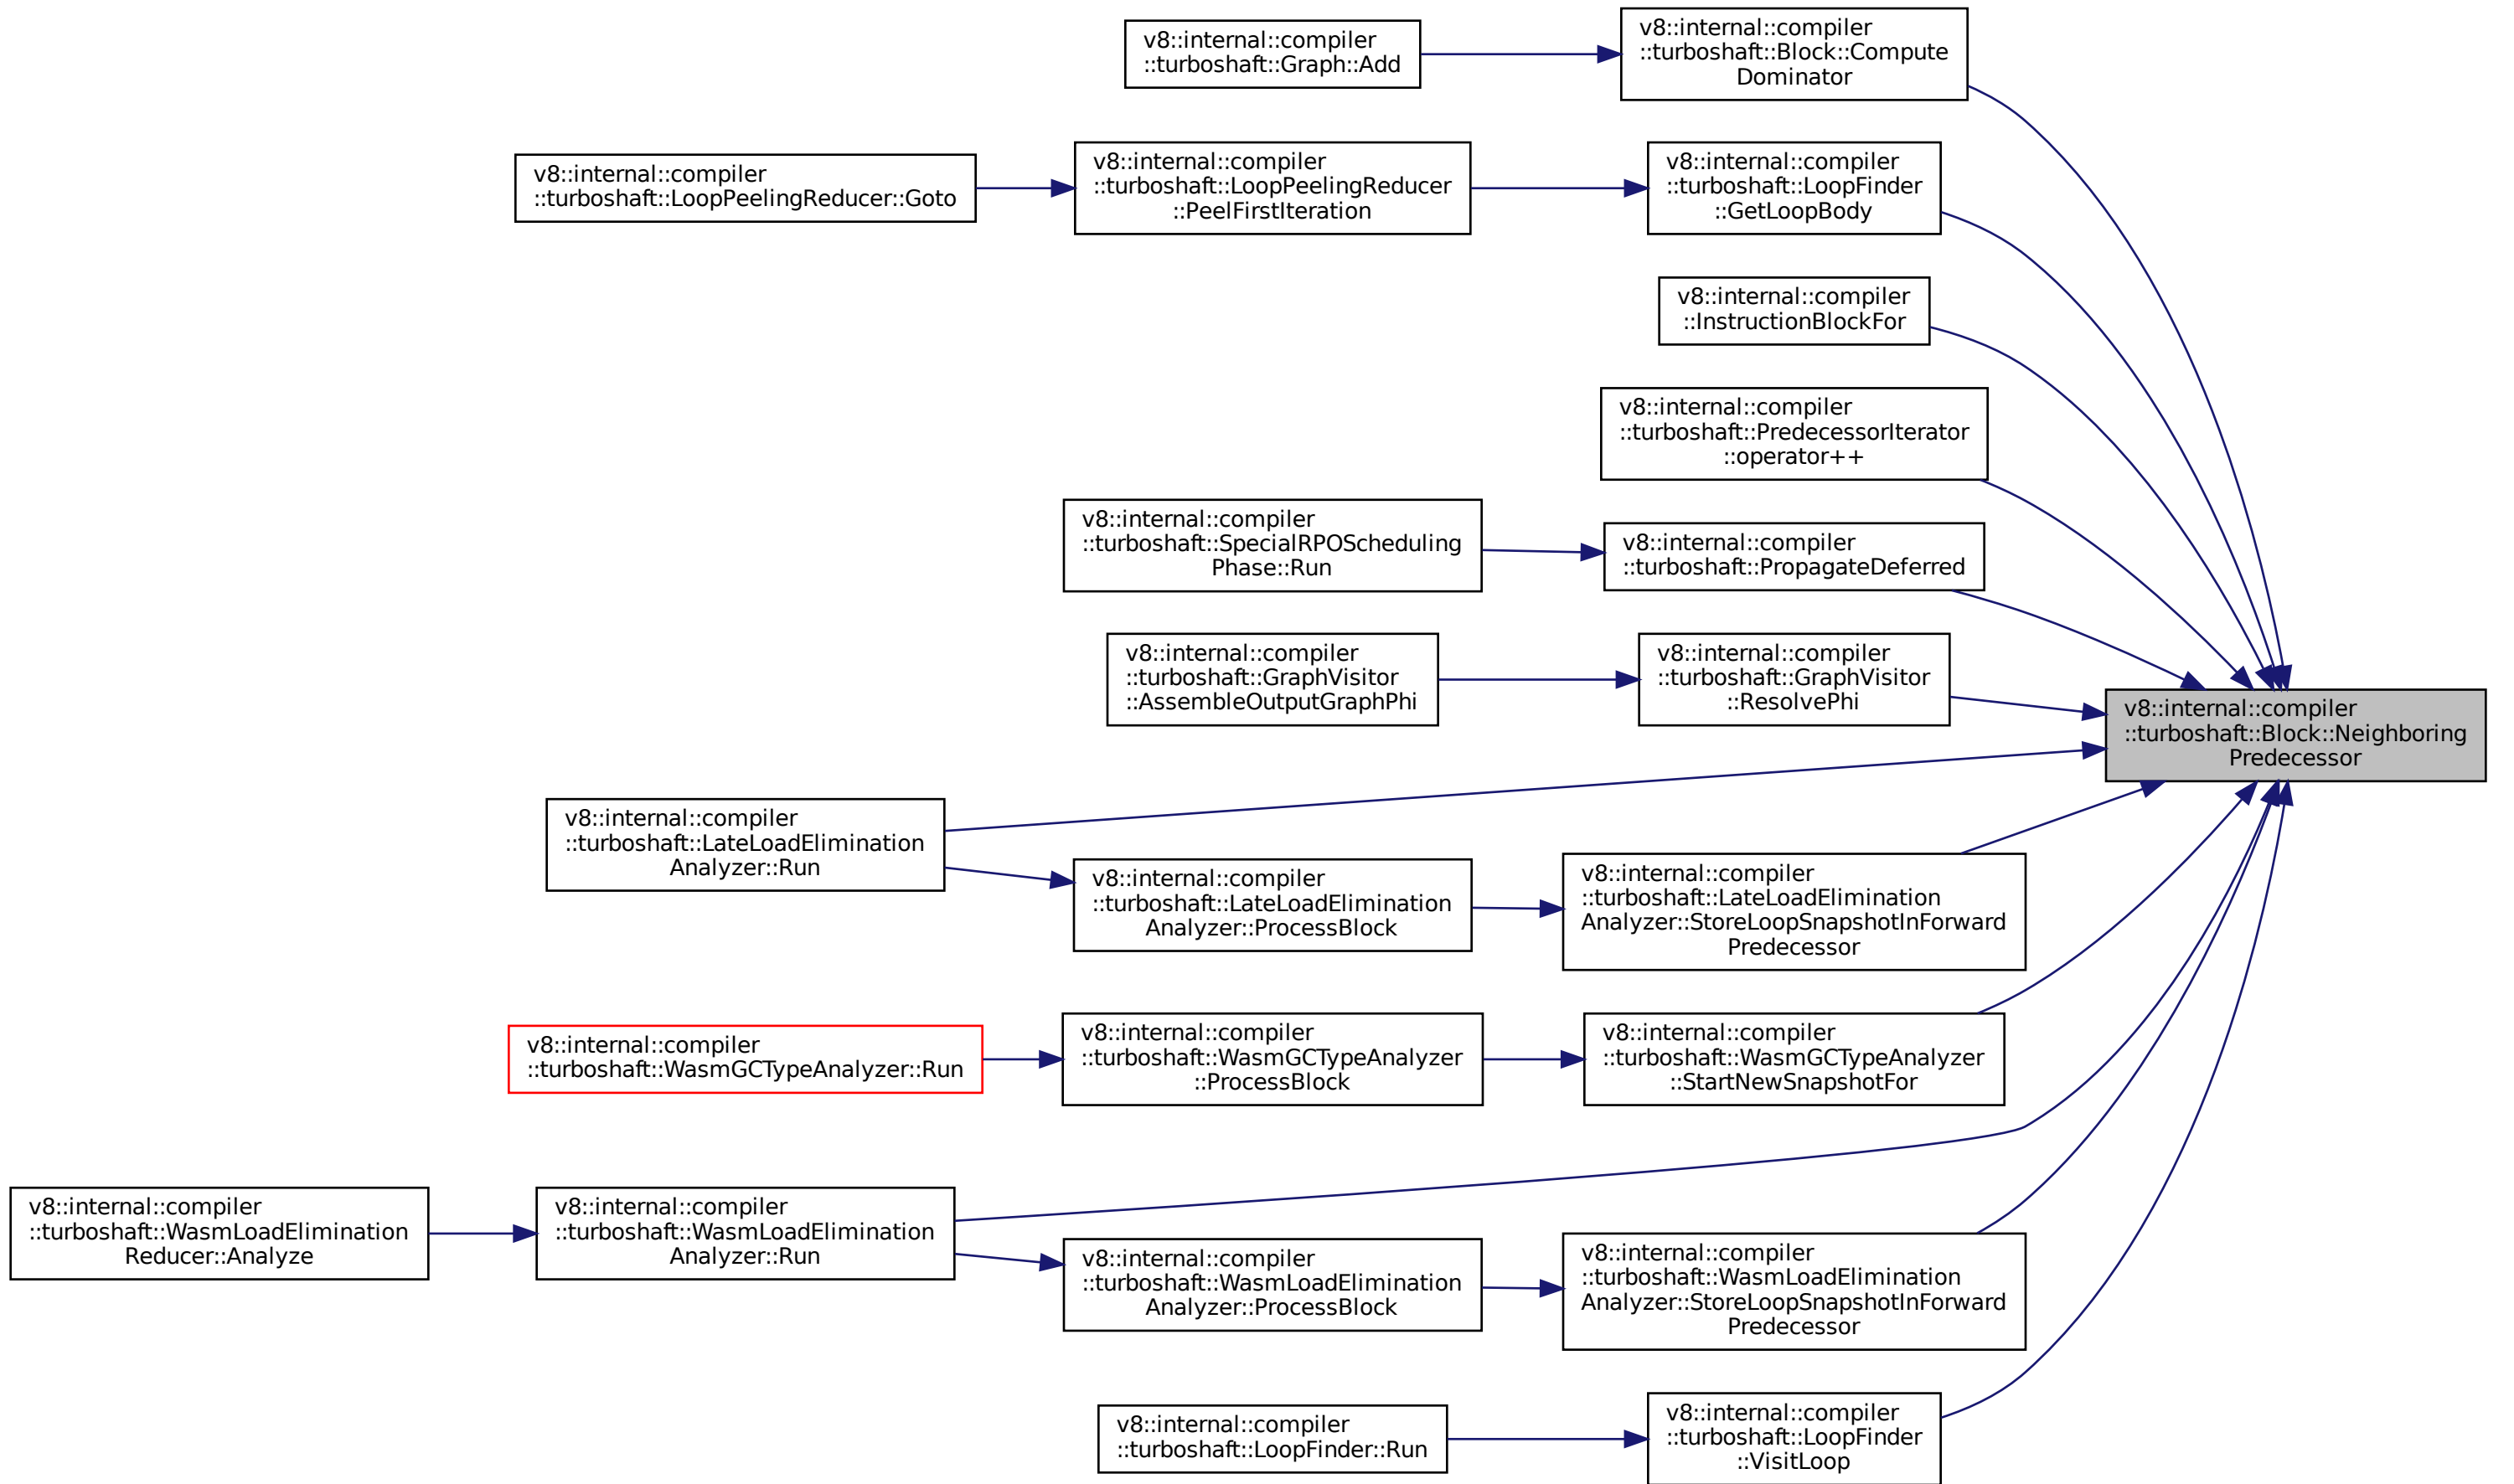 v8::internal::compiler
::turboshaft::Graph::Add
v8::internal::compiler
::turboshaft::Block::Compute
Dominator
v8::internal::compiler
::turboshaft::LoopPeelingReducer::Goto
v8::internal::compiler
::turboshaft::LoopPeelingReducer
::PeelFirstIteration
v8::internal::compiler
::turboshaft::LoopFinder
::GetLoopBody
v8::internal::compiler
::InstructionBlockFor
v8::internal::compiler
::turboshaft::PredecessorIterator
::operator++
v8::internal::compiler
::turboshaft::SpecialRPOScheduling
Phase::Run
v8::internal::compiler
::turboshaft::PropagateDeferred
v8::internal::compiler
::turboshaft::GraphVisitor
::AssembleOutputGraphPhi
v8::internal::compiler
::turboshaft::GraphVisitor
::ResolvePhi
v8::internal::compiler
::turboshaft::Block::Neighboring
Predecessor
v8::internal::compiler
::turboshaft::LateLoadElimination
Analyzer::Run
v8::internal::compiler
::turboshaft::LateLoadElimination
Analyzer::ProcessBlock
v8::internal::compiler
::turboshaft::LateLoadElimination
Analyzer::StoreLoopSnapshotInForward
Predecessor
v8::internal::compiler
::turboshaft::WasmGCTypeAnalyzer::Run
v8::internal::compiler
::turboshaft::WasmGCTypeAnalyzer
::ProcessBlock
v8::internal::compiler
::turboshaft::WasmGCTypeAnalyzer
::StartNewSnapshotFor
v8::internal::compiler
::turboshaft::WasmLoadElimination
Reducer::Analyze
v8::internal::compiler
::turboshaft::WasmLoadElimination
Analyzer::Run
v8::internal::compiler
::turboshaft::WasmLoadElimination
Analyzer::ProcessBlock
v8::internal::compiler
::turboshaft::WasmLoadElimination
Analyzer::StoreLoopSnapshotInForward
Predecessor
v8::internal::compiler
::turboshaft::LoopFinder::Run
v8::internal::compiler
::turboshaft::LoopFinder
::VisitLoop